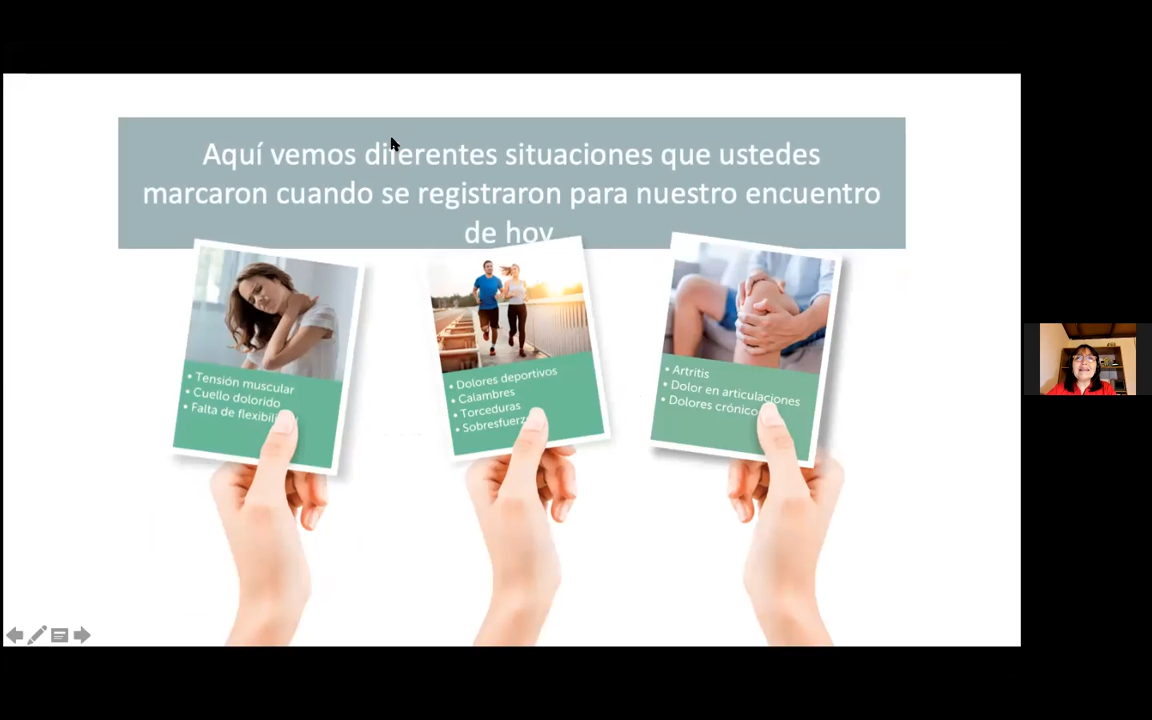 Aquí vemos diferentes situaciones que ustedes
marcaron cuando se registraron para nuestro encuentro
de hoy
• Tensión muscular
• Cuello dolorido
• Falta de
• Dolores deportivos
• Calambres
• Torceduras
•
• Artritis
• Dolor en articulaciones
• Dolores